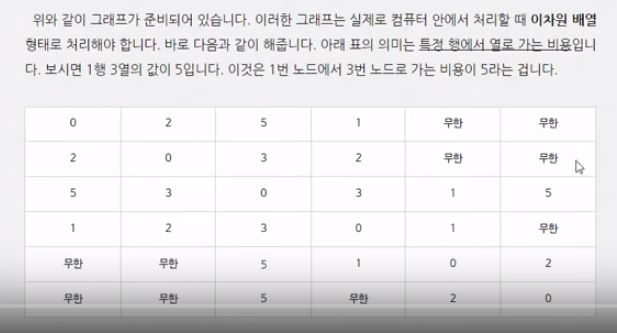 위와 같이 그래프가 준비되어 있습니다. 이러한 그래프는 실제로 컴퓨터 안에서 처리할 때 이차원 배열
형태로 처리해야 합니다. 바로 다음과 같이 해줍니다. 아래 표의 의미는 특정 행에서 열로 가는 비용입니
다. 보시면 1행 3열의 값이 5입니다. 이것은 1번 노드에서 3번 노드로 가는 비용이 5라는 겁니다.
0 2 5 1 무한 무한
2 0 3 2 무한 무한
5 3 0 3 1 5
1 2 3 0 1 무한
무한 무한 5 1 0 2
무한 무한 5 무한 2 0